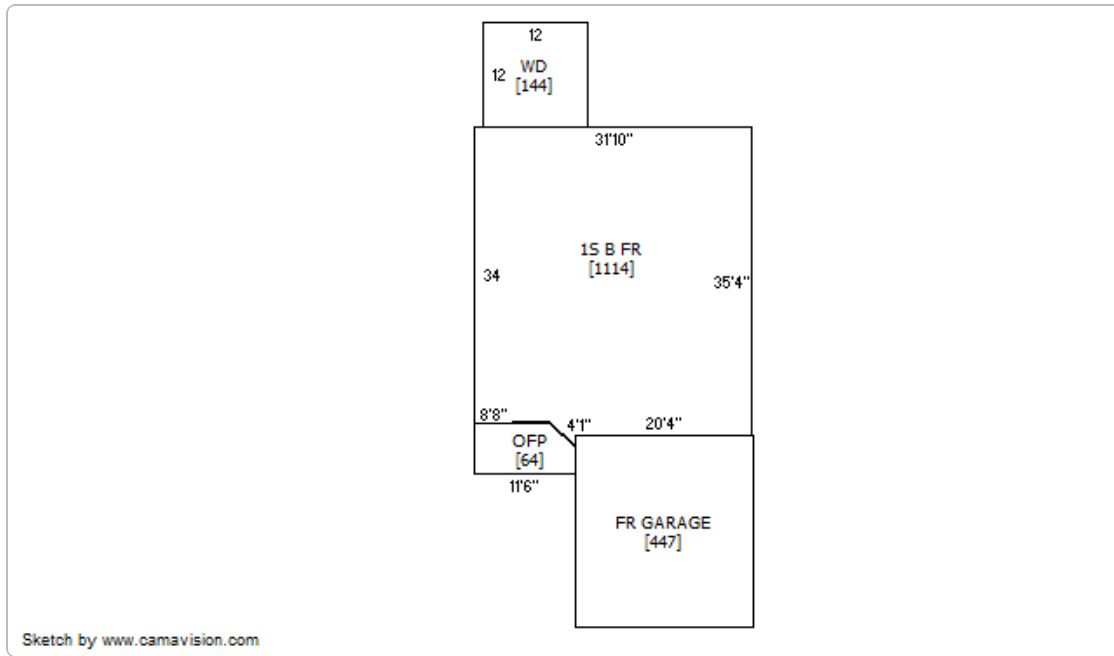 12
12
WD
[144]
31'10"
1S B FR
[1114]
34
35'4"
8'8"
4'1"
20'4"
OFP
[64]
11'6"
FR GARAGE
[447]
Sketch by www.camavision.com